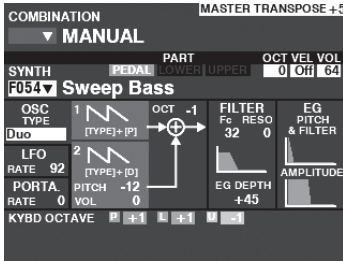 MASTER TRANSPOSE +5
COMBINATION
▼ MANUAL
PART OCT VEL VOL
SYNTH PEDAL LOWER UPPER 0 Off 64
F054▼ Sweep Bass
OSC TYPE
Duo
1
[TYPE]+[P]
OCT -1
FILTER
Fc RESO
32 0
EG
PITCH
& FILTER
LFO
RATE 92
2
[TYPE]+[D]
AMPLITUDE
PORTA.
RATE 0
PITCH -12
VOL 0
EG DEPTH
+45
KYBD OCTAVE P +1 L +1 U -1